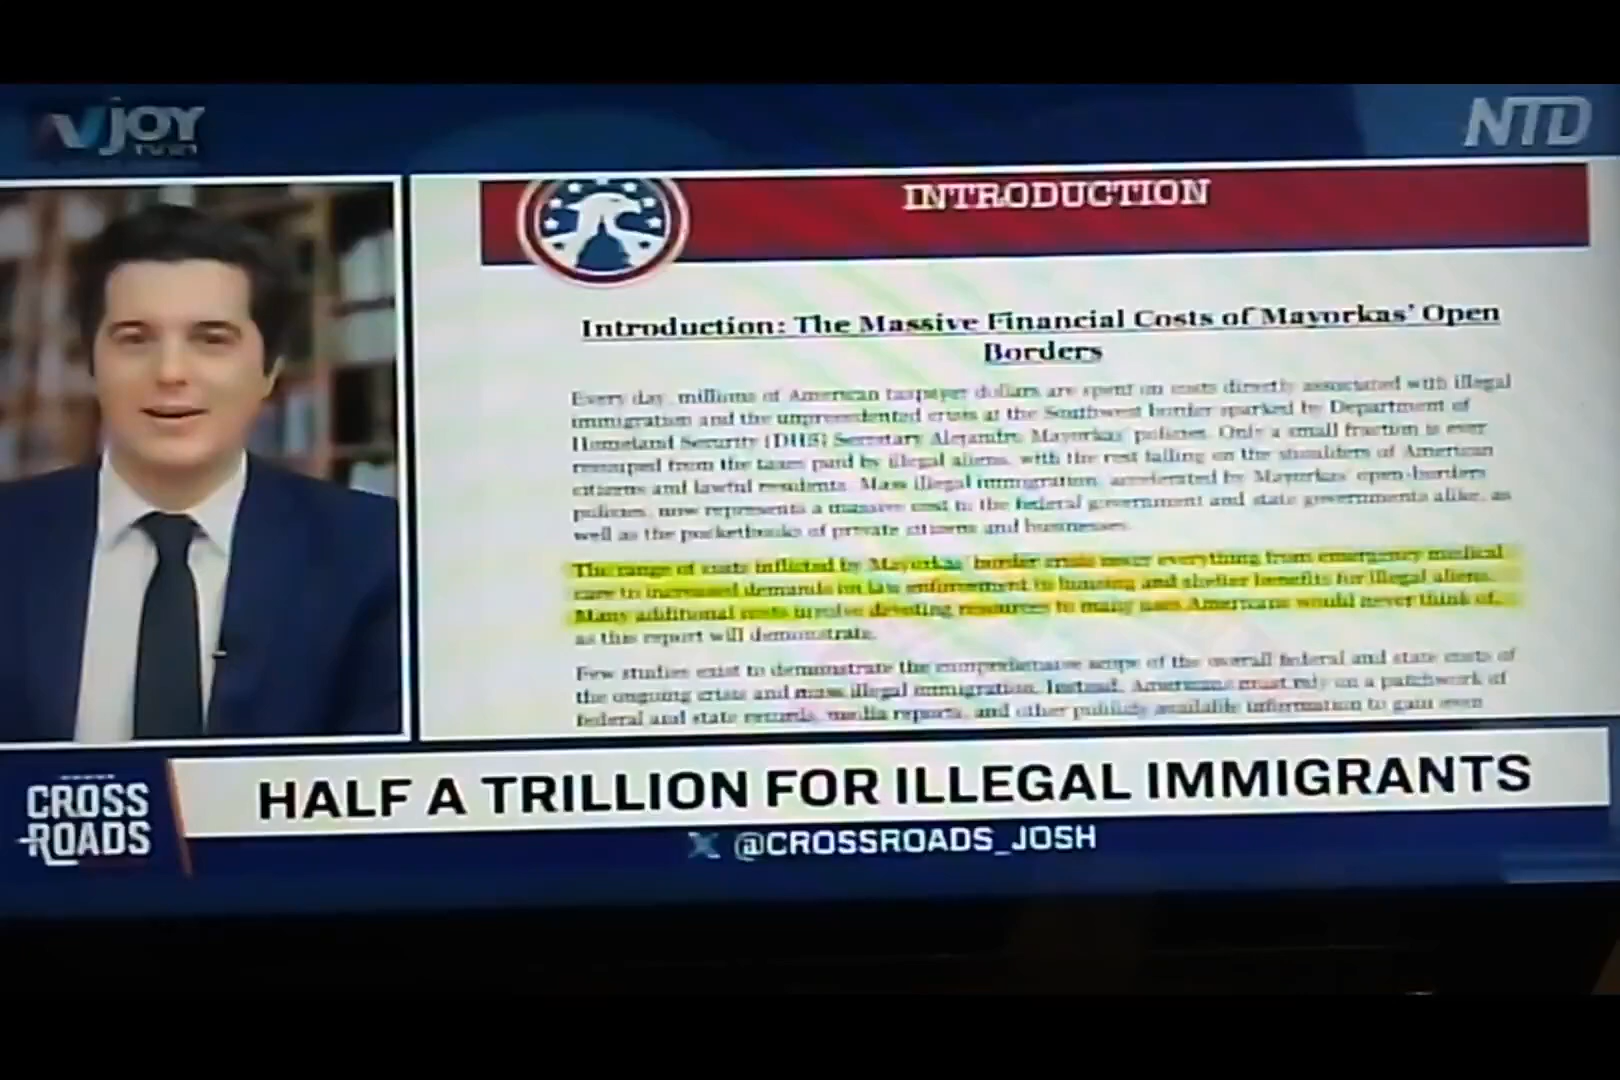 JOY
NTD
INTRODUCTION
Introduction: The Massive Financial Costs of Mayorkas' Open
Borders
Every day, millions of American taxpayer dollars are spent on costs directly associated with illegal
immigration and the unprecedented crisis at the Southwest border sparked by Department of
Homeland Security (DHS) Secretary Alejandro Mayorkas' policies. Only a small fraction is ever
recouped from the taxes paid by illegal aliens, with the rest falling on the shoulders of American
citizens and lawful residents. Mass illegal immigration, accelerated by Mayorkas' open-borders
policies, now represents a massive cost to the federal government and state governments alike, as
well as the pocketbooks of private citizens and businesses.
The range of costs inflicted by Mayorkas' border crisis cover everything from emergency medical
care to increased demands on law enforcement to housing and shelter benefits for illegal aliens.
Many additional costs involve devoting resources to many uses Americans would never think of,
as this report will demonstrate.
Few studies exist to demonstrate the comprehensive scope of the overall federal and state costs of
the ongoing crisis and mass illegal immigration. Instead, Americans must rely on a patchwork of
federal and state records, media reports, and other publicly available information to gain even
CROSS
ROADS
HALF A TRILLION FOR ILLEGAL IMMIGRANTS
X @CROSSROADS_JOSH